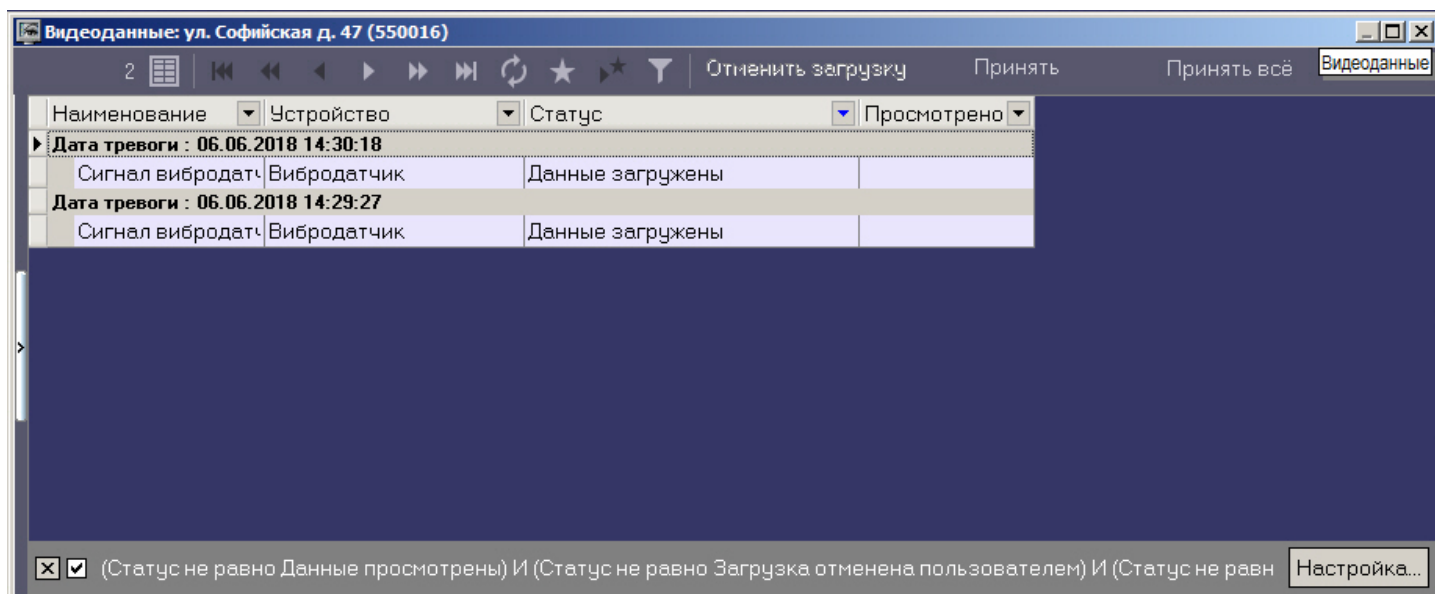 Видеоданные: ул. Софийская д. 47 (550016)
2 Отменить загрузку Принять Принять всё Видеоданные
Наименование Устройство Статус Просмотрено
Дата тревоги : 06.06.2018 14:30:18
Сигнал вибродатч Вибродатчик Данные загружены
Дата тревоги : 06.06.2018 14:29:27
Сигнал вибродатч Вибродатчик Данные загружены
(Статус не равно Данные просмотрены) И (Статус не равно Загрузка отменена пользователем) И (Статус не равн Настройка...